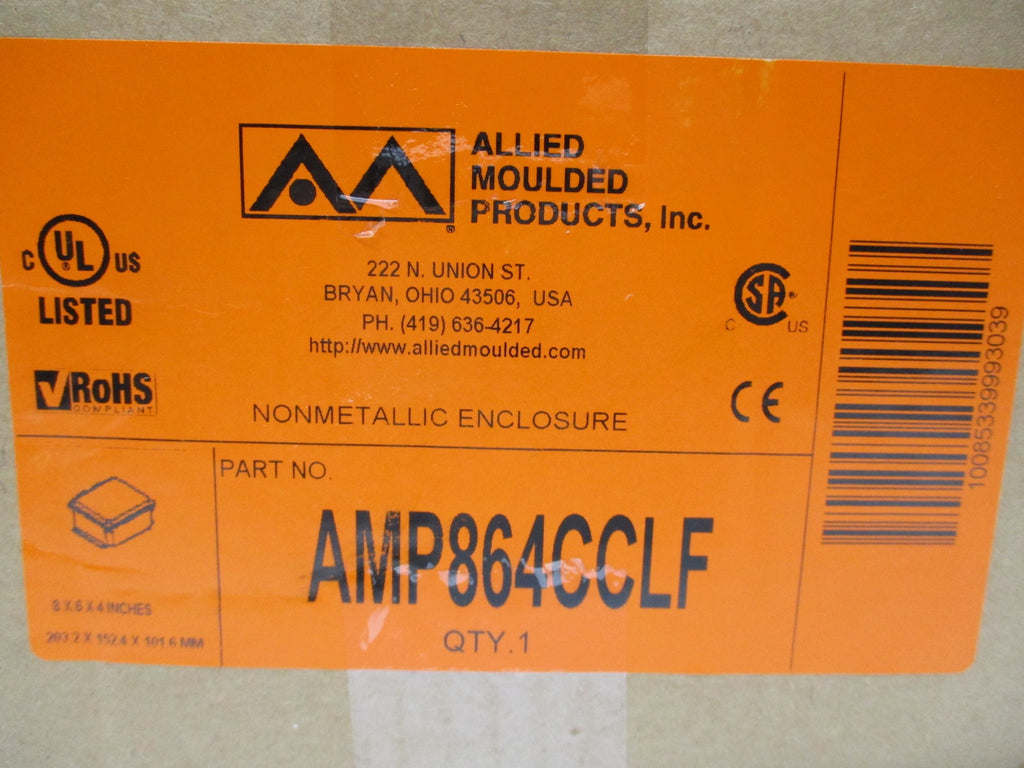 ALLIED
MOULDED
PRODUCTS, Inc.
®
222 N. UNION ST.
BRYAN, OHIO 43506, USA
PH. (419) 636-4217
http://www.alliedmoulded.com
C UL ® US
LISTED
RoHS
COMPLIANT
SA ®
C US
CE
NONMETALLIC ENCLOSURE
10085339993039
PART NO.
AMP864CCLF
QTY.1
8 X 6 X 4 INCHES
203.2 X 152.4 X 101.6 MM